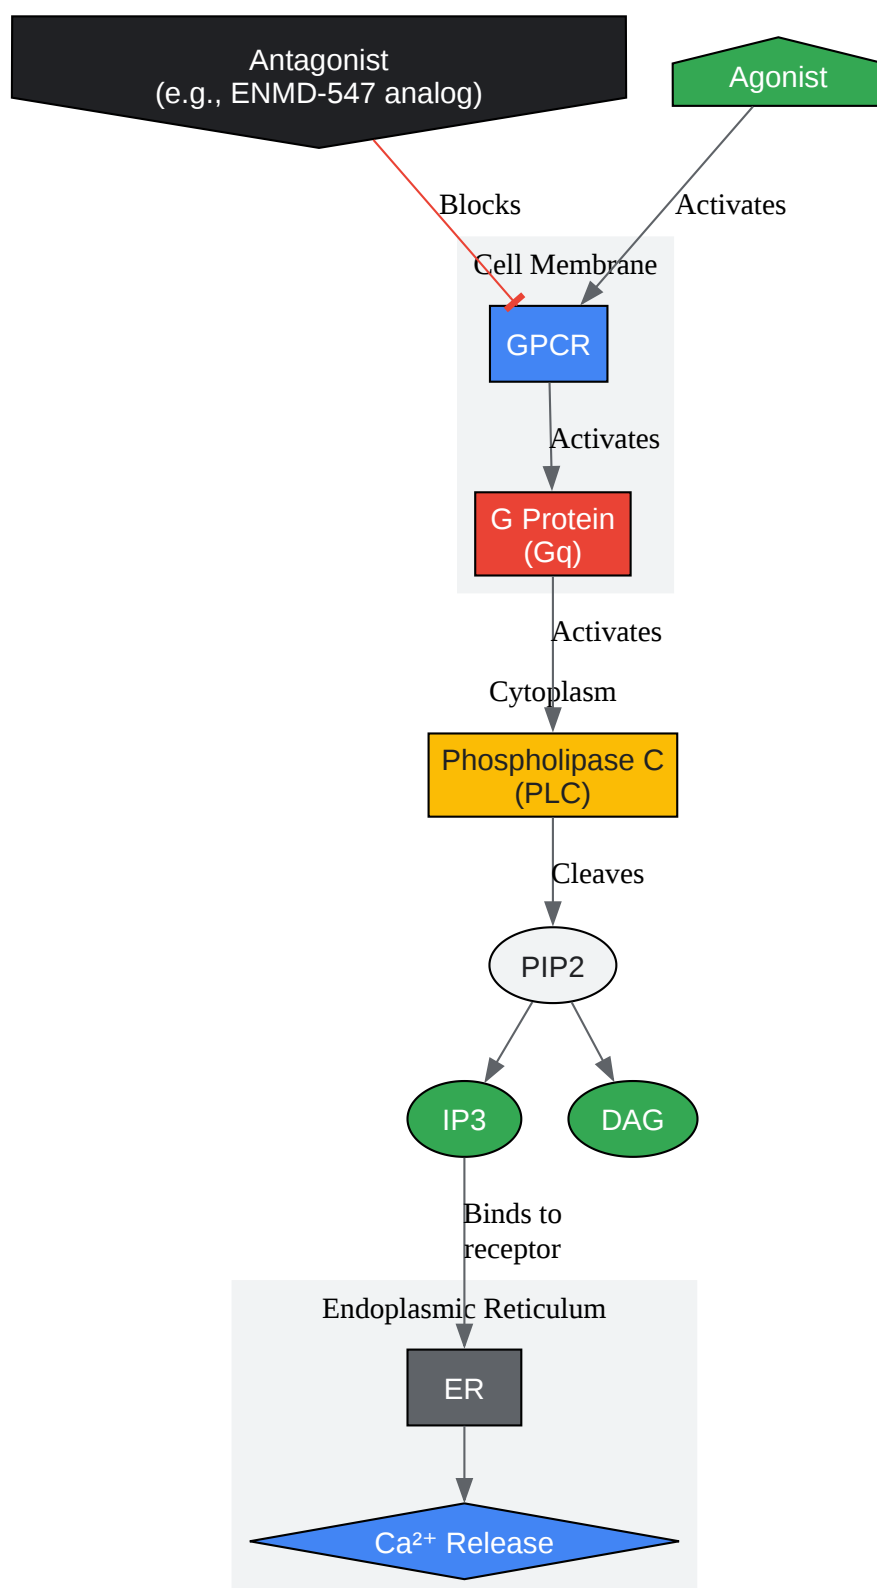 Antagonist
(e.g., ENMD-547 analog)
Agonist
Blocks
Activates
Cell Membrane
GPCR
Activates
G Protein
(Gq)
Activates
Cytoplasm
Phospholipase C
(PLC)
Cleaves
PIP2
IP3
DAG
Binds to
receptor
Endoplasmic Reticulum
ER
Ca²⁺ Release